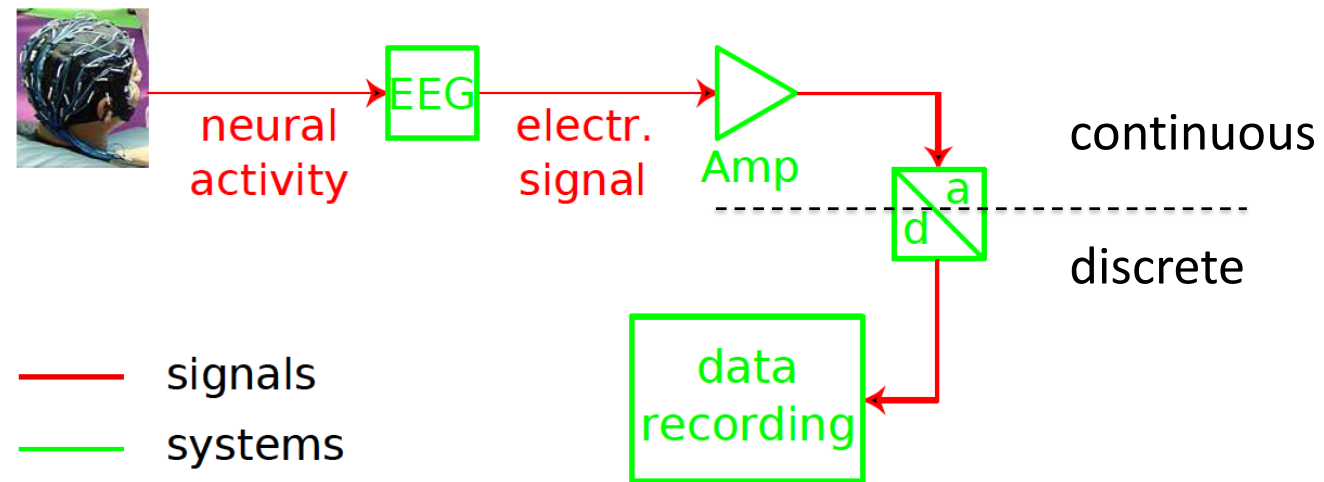 EEG
neural
activity
electr.
signal
Amp
continuous
a
d
discrete
data
recording
signals
systems